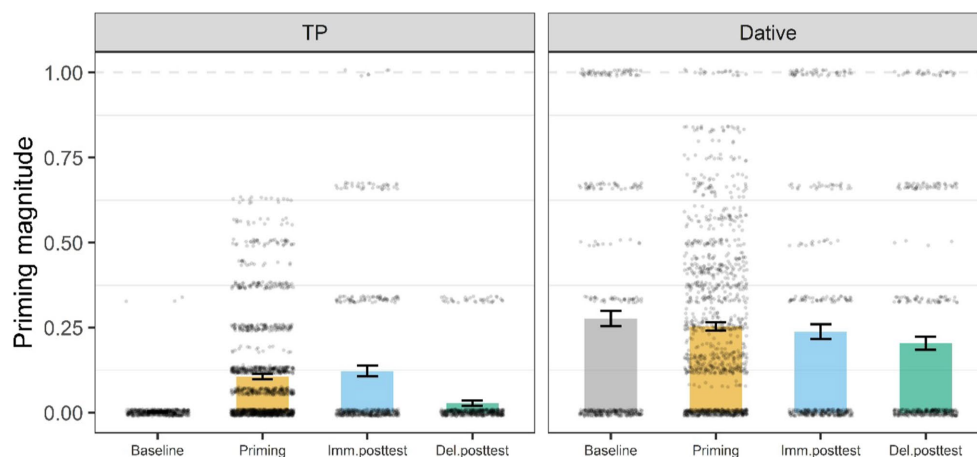 TP
Dative
Priming magnitude
1.00
0.75
0.50
0.25
0.00
Baseline
Priming
Imm.posttest
Del.posttest
Baseline
Priming
Imm.posttest
Del.posttest